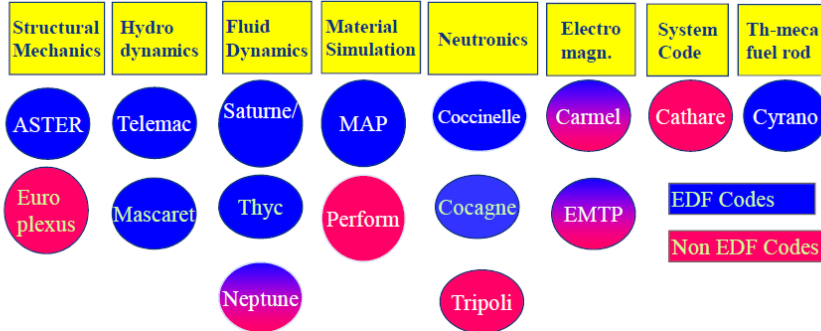 Structural
Mechanics
Hydro
dynamics
Fluid
Dynamics
Material
Simulation
Neutronics
Electro
magn.
System
Code
Th-meca
fuel rod
ASTER
Telemac
Saturne/
MAP
Coccinelle
Carmel
Cathare
Cyrano
Euro
plexus
Mascaret
Thyc
Perform
Cocagne
EMTP
EDF Codes
Non EDF Codes
Neptune
Tripoli